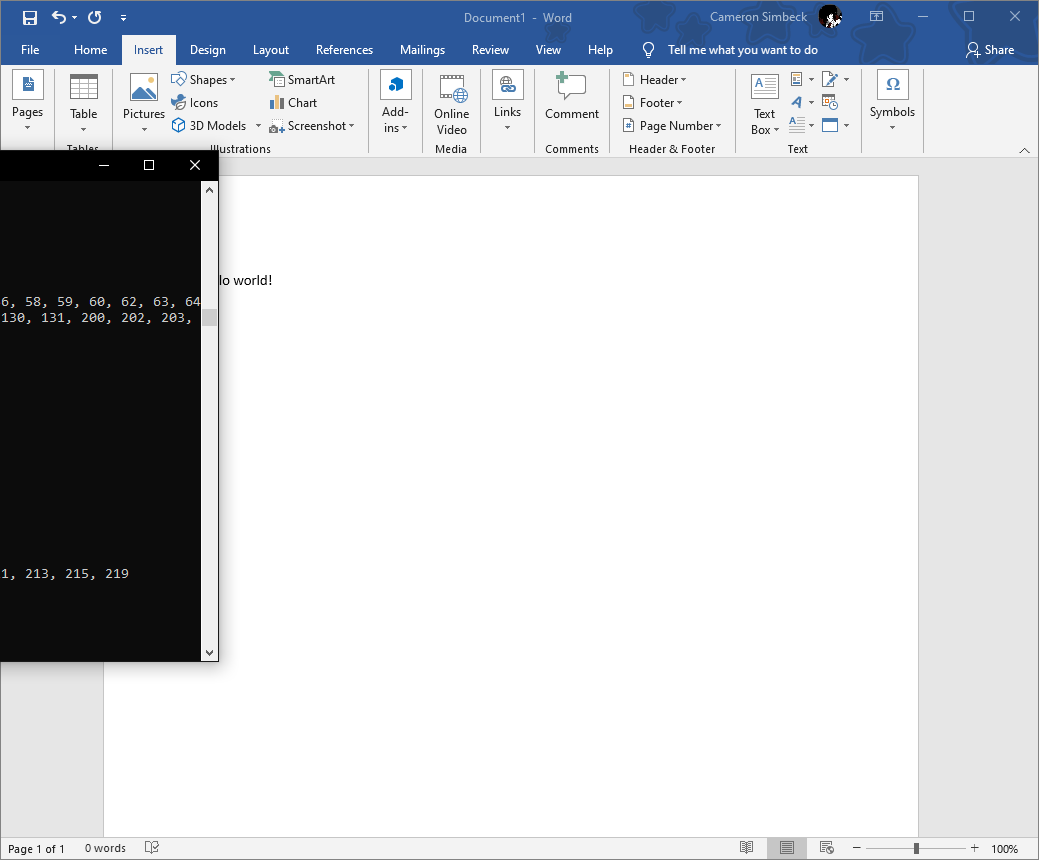 Document1 - Word
Cameron Simbeck
File Home Insert Design Layout References Mailings Review View Help Tell me what you want to do Share
Pages
Table
Pictures
Shapes
Icons
3D Models
SmartArt
Chart
Screenshot
Add-
ins
Online
Video
Links
Comment
Header
Footer
Page Number
Text
Box
Symbols
Tables
Illustrations
Media
Comments
Header & Footer
Text
lo world!
6, 58, 59, 60, 62, 63, 64
130, 131, 200, 202, 203,
1, 213, 215, 219
Page 1 of 1 0 words 100%